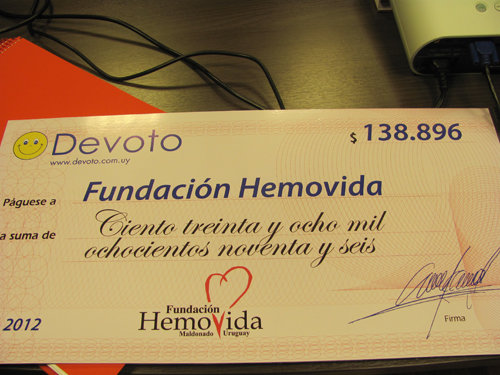 Devoto
www.devoto.com.uy
$ 138.896
Páguese a
Fundación Hemovida
a suma de
Ciento treinta y ocho mil
ochocientos noventa y seis
2012
Fundación
HemoVida
Maldonado Uruguay
Firma